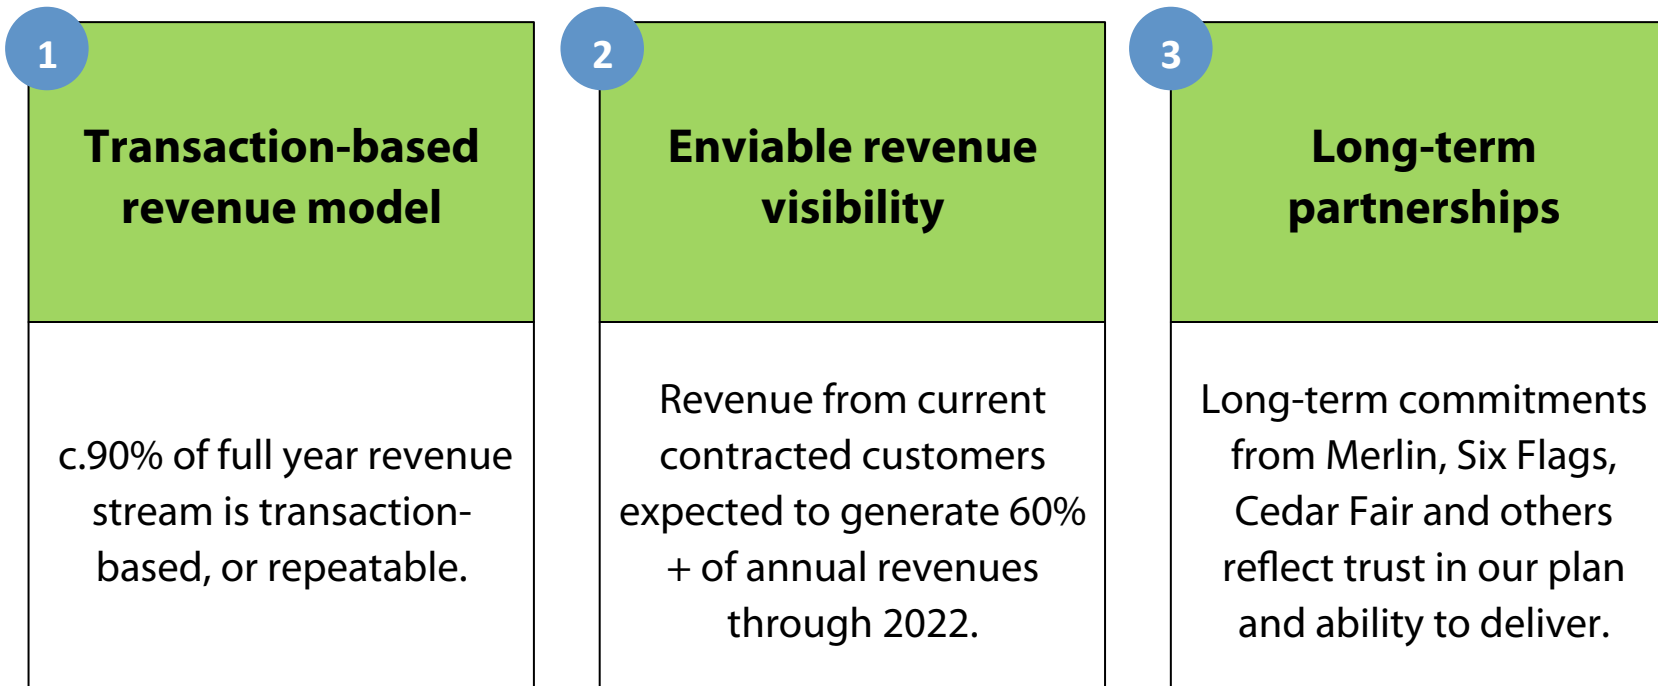 1
Transaction-based
revenue model
c.90% of full year revenue
stream is transaction-
based, or repeatable.
2
Enviable revenue
visibility
Revenue from current
contracted customers
expected to generate 60%
+ of annual revenues
through 2022.
3
Long-term
partnerships
Long-term commitments
from Merlin, Six Flags,
Cedar Fair and others
reflect trust in our plan
and ability to deliver.